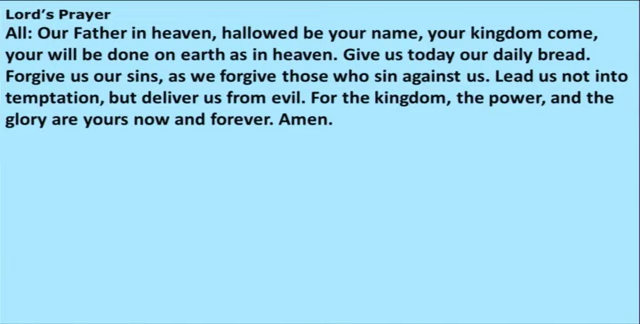 Lord’s Prayer
All: Our Father in heaven, hallowed be your name, your kingdom come,
your will be done on earth as in heaven. Give us today our daily bread.
Forgive us our sins, as we forgive those who sin against us. Lead us not into
temptation, but deliver us from evil. For the kingdom, the power, and the
glory are yours now and forever. Amen.